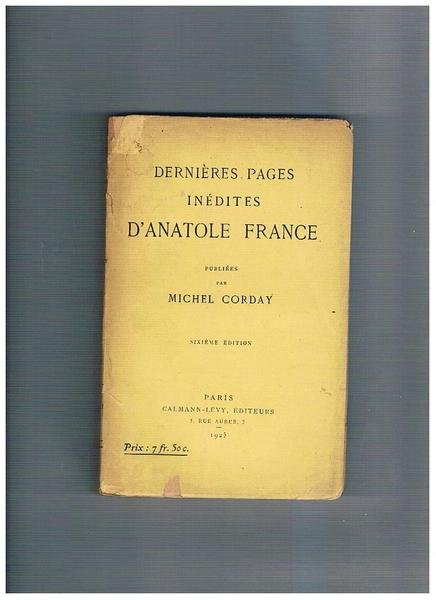 DERNIÈRES PAGES
INÉDITES
D'ANATOLE FRANCE
PUBLIÉES
PAR
MICHEL CORDAY
SIXIÈME ÉDITION
PARIS
CALMANN-LÉVY, ÉDITEURS
3, RUE AUBER, 3
1925
Prix : 7 fr. 50 c.